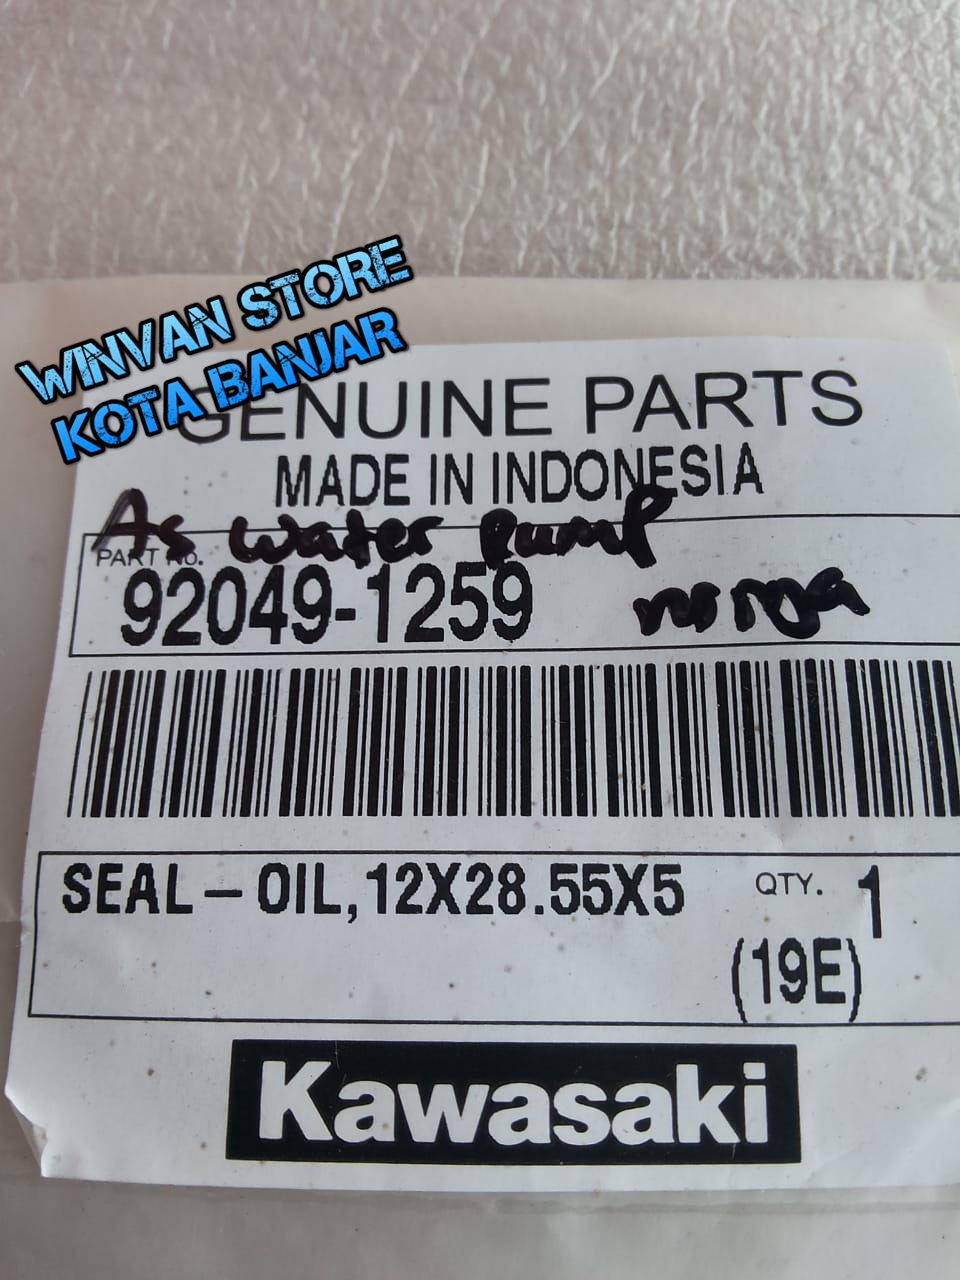 WINVAN STORE
KOTA BANJAR
GENUINE PARTS
MADE IN INDONESIA
As water pump
PART No.
92049-1259 ninja
SEAL – OIL,12X28.55X5 QTY. 1
(19E)
Kawasaki